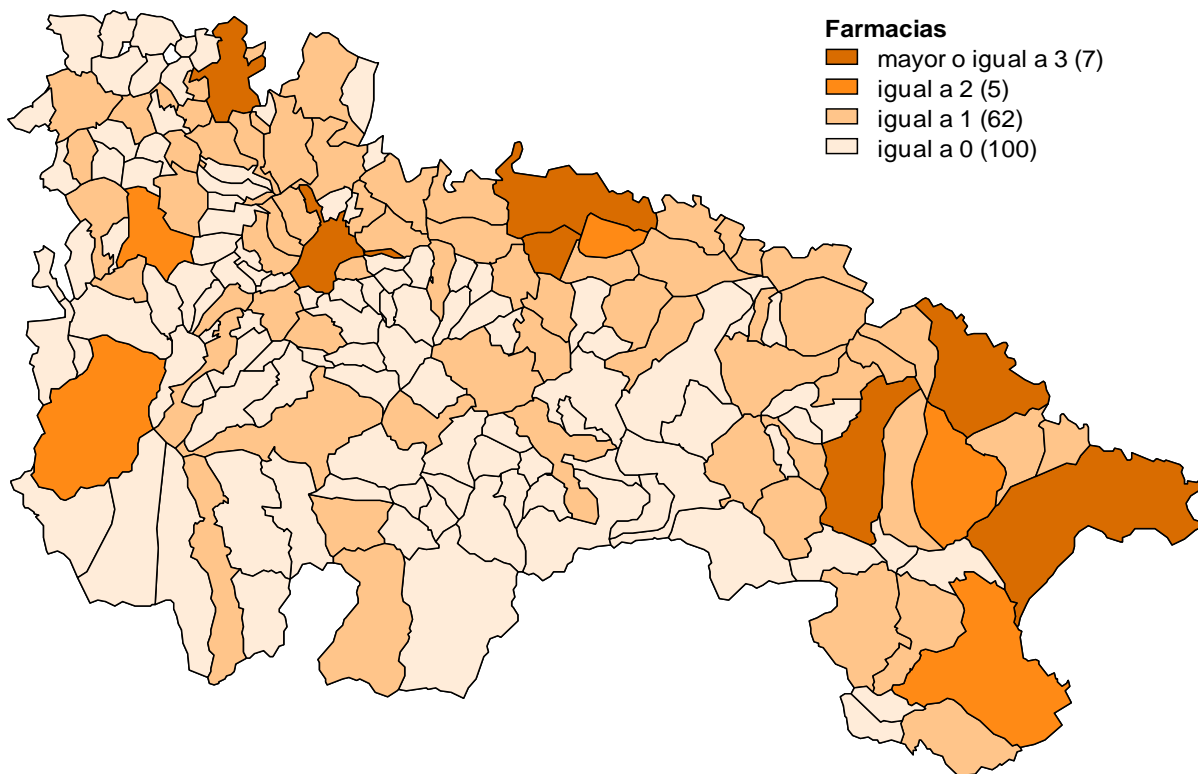 Farmacias
mayor o igual a 3 (7)
igual a 2 (5)
igual a 1 (62)
igual a 0 (100)